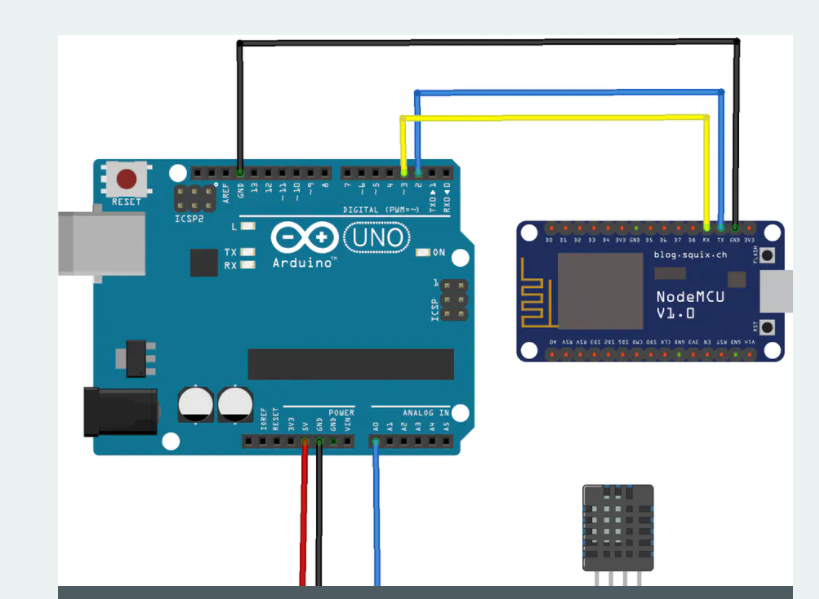 RESET
ICSP2
AREF
GND
13
12
~11
~10
~9
8
7
~6
~5
4
~3
2
TX0▶1
RX0◀0
DIGITAL (PWM=~)
L
TX
RX
UNO
Arduino™
ON
1
ICSP
IOREF
RESET
3V3
5V
GND
GND
VIN
POWER
ANALOG IN
A0
A1
A2
A3
A4
A5
D0 D1 D2 D3 D4 3V3 GND D5 D6 D7 D8 RX TX GND 3V3
blog.squix.ch
FLASH
NodeMCU
V1.0
RST
A0 RSV RSV SD3 SD2 SD1 CMD SD0 CLK GND 3V3 EN RST GND Vin